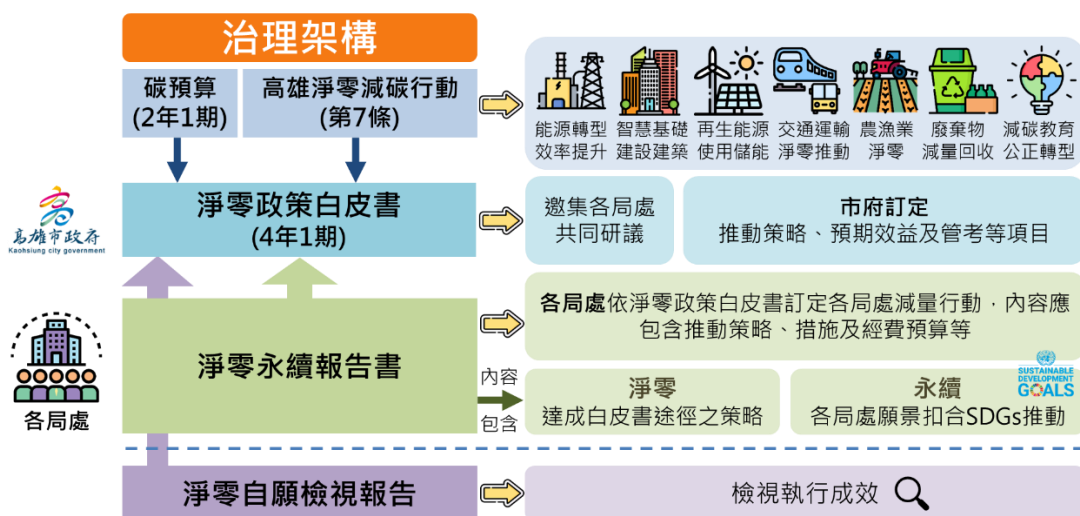 治理架構
碳預算
(2年1期)
高雄淨零減碳行動
(第7條)
能源轉型
效率提升
智慧基礎
建設建築
再生能源
使用儲能
交通運輸
淨零推動
農漁業
淨零
廢棄物
減量回收
減碳教育
公正轉型
高雄市政府
Kaohsiung city government
淨零政策白皮書
(4年1期)
邀集各局處
共同研議
市府訂定
推動策略、預期效益及管考等項目
各局處
淨零永續報告書
各局處依淨零政策白皮書訂定各局處減量行動，內容應
包含推動策略、措施及經費預算等
內容
包含
淨零
達成白皮書途徑之策略
永續
各局處願景扣合SDGs推動
SUSTAINABLE
DEVELOPMENT
GOALS
淨零自願檢視報告
檢視執行成效